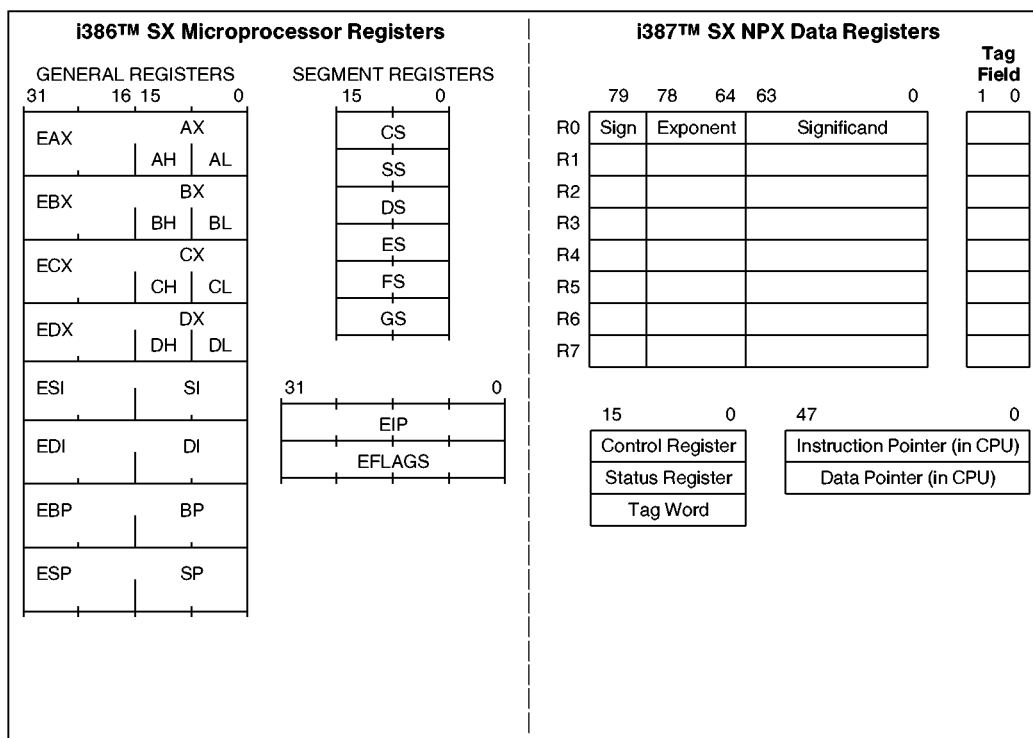 i386™ SX Microprocessor Registers
GENERAL REGISTERS
31 16 15 0
EAX AX
AH AL
EBX BX
BH BL
ECX CX
CH CL
EDX DX
DH DL
ESI SI
EDI DI
EBP BP
ESP SP
SEGMENT REGISTERS
15 0
CS
SS
DS
ES
FS
GS
31 0
EIP
EFLAGS
i387™ SX NPX Data Registers
Tag
Field
79 78 64 63 0 1 0
R0 Sign Exponent Significand
R1
R2
R3
R4
R5
R6
R7
15 0
Control Register
Status Register
Tag Word
47 0
Instruction Pointer (in CPU)
Data Pointer (in CPU)